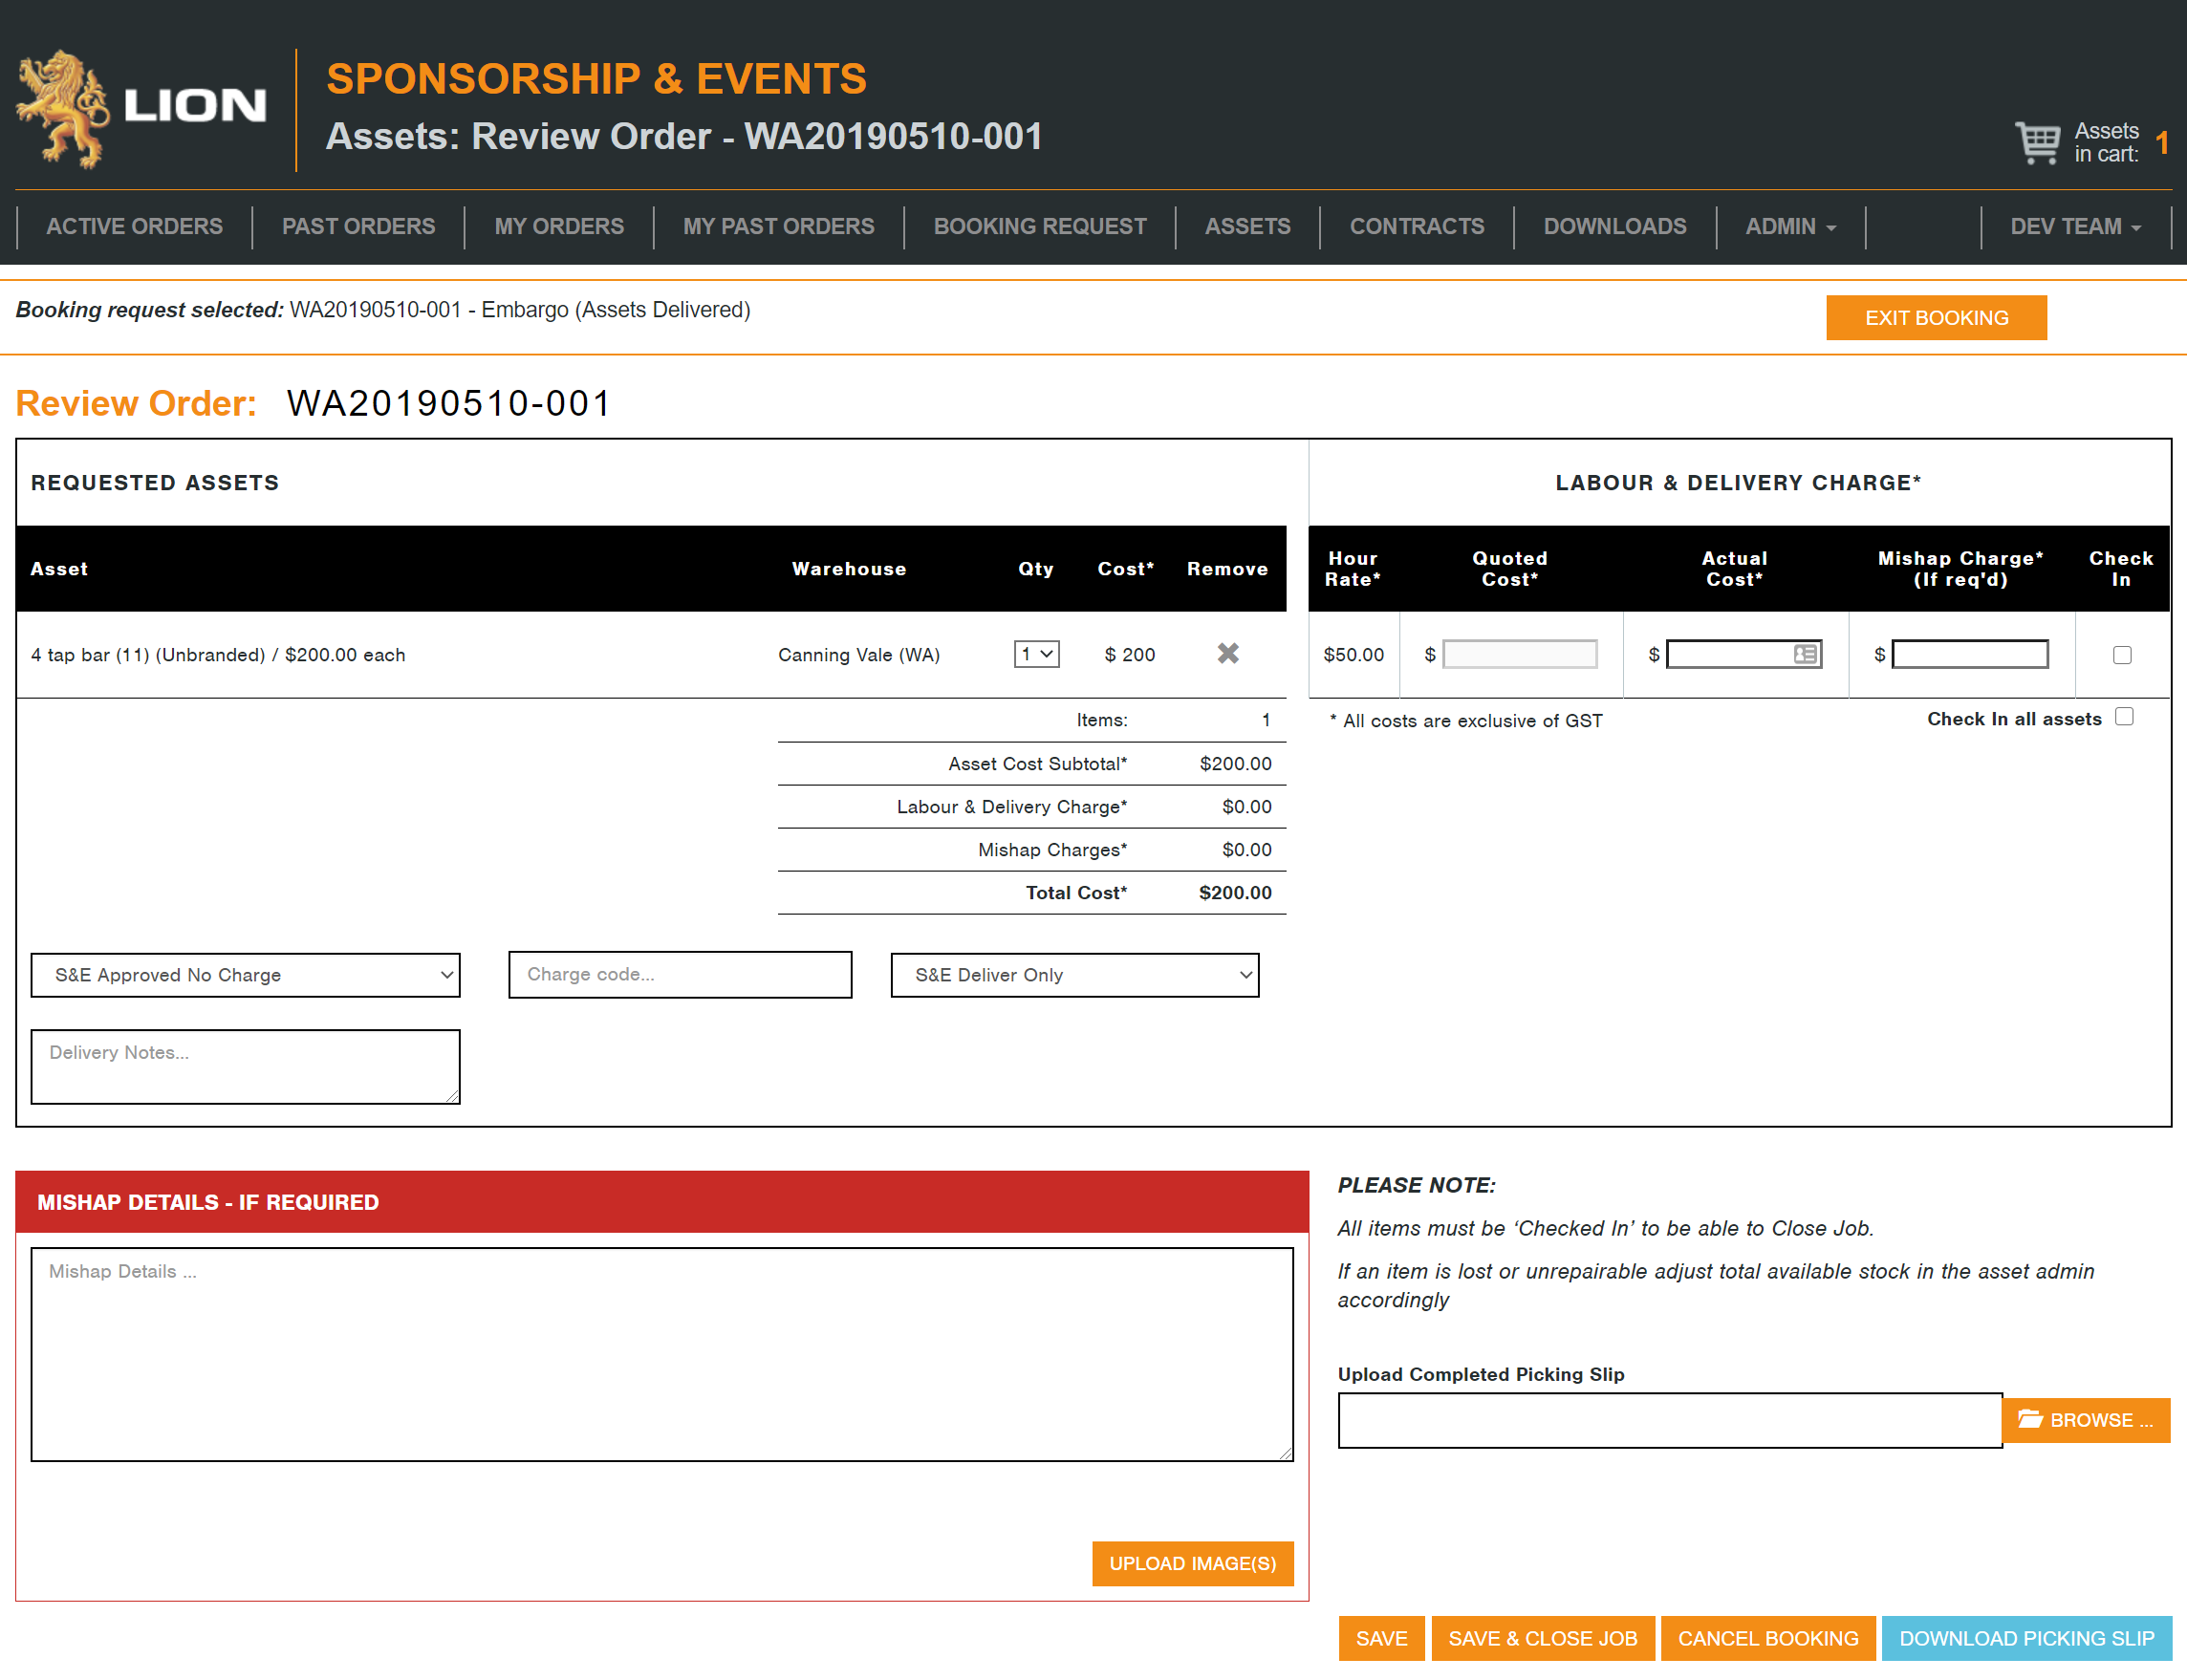 LION
SPONSORSHIP & EVENTS
Assets: Review Order - WA20190510-001
Assets
in cart: 1
ACTIVE ORDERS PAST ORDERS MY ORDERS MY PAST ORDERS BOOKING REQUEST ASSETS CONTRACTS DOWNLOADS ADMIN DEV TEAM
Booking request selected: WA20190510-001 - Embargo (Assets Delivered)
EXIT BOOKING
Review Order: WA20190510-001
REQUESTED ASSETS
LABOUR & DELIVERY CHARGE*
Asset Warehouse Qty Cost* Remove
Hour
Rate*
Quoted
Cost*
Actual
Cost*
Mishap Charge*
(If req'd)
Check
In
4 tap bar (11) (Unbranded) / $200.00 each Canning Vale (WA) 1 $ 200 $50.00 $ $ $
Items: 1
* All costs are exclusive of GST
Check In all assets
Asset Cost Subtotal* $200.00
Labour & Delivery Charge* $0.00
Mishap Charges* $0.00
Total Cost* $200.00
S&E Approved No Charge
Charge code...
S&E Deliver Only
Delivery Notes...
MISHAP DETAILS - IF REQUIRED
Mishap Details ...
UPLOAD IMAGE(S)
PLEASE NOTE:
All items must be ‘Checked In’ to be able to Close Job.
If an item is lost or unrepairable adjust total available stock in the asset admin
accordingly
Upload Completed Picking Slip
BROWSE ...
SAVE SAVE & CLOSE JOB CANCEL BOOKING DOWNLOAD PICKING SLIP